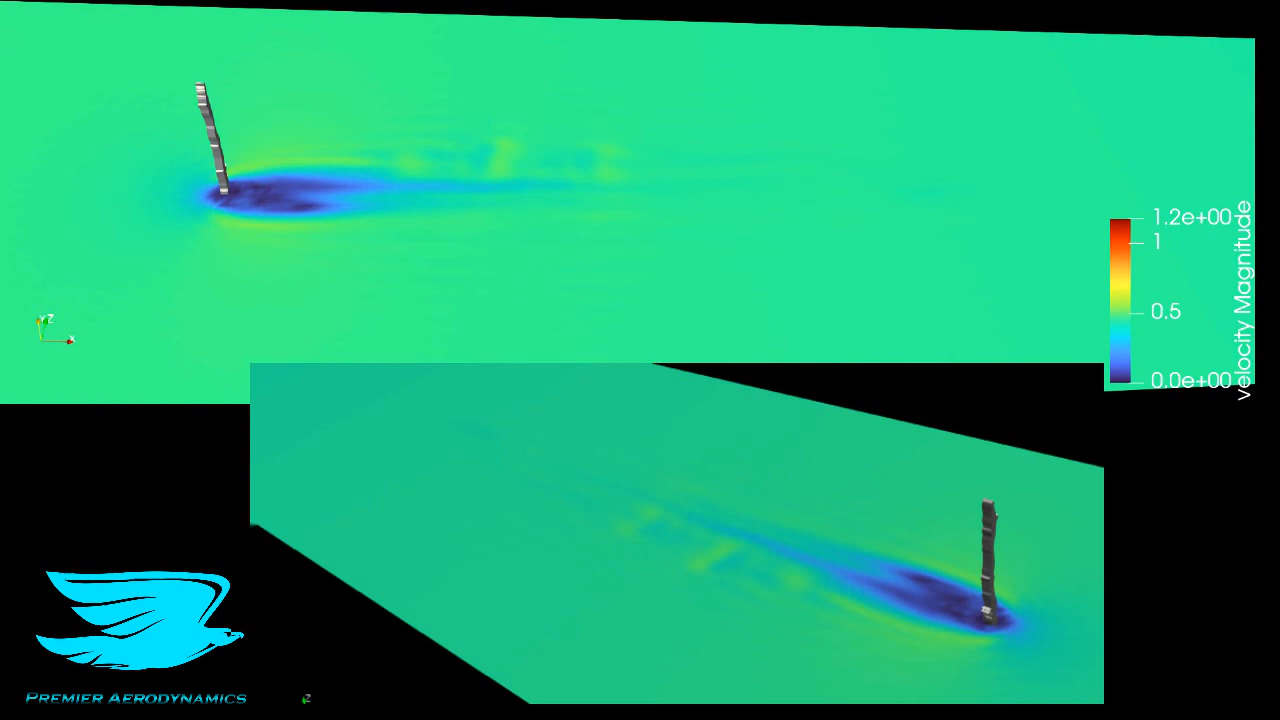 1.2e+00
1
0.5
0.0e+00
velocity Magnitude
Y Z
X
Z
PREMIER AERODYNAMICS